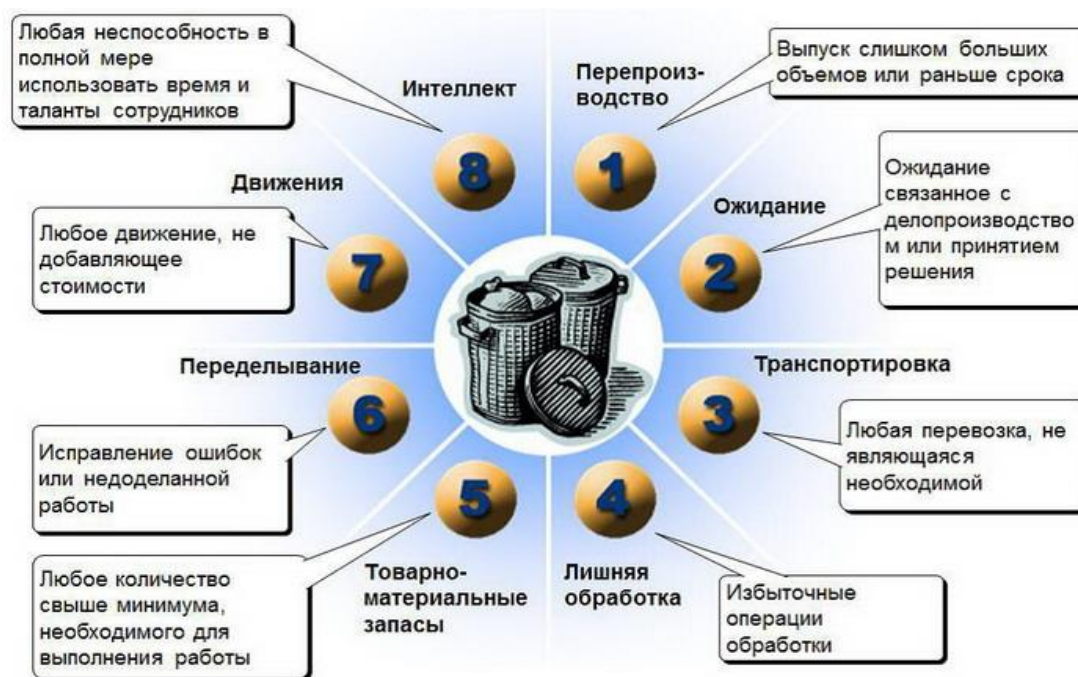 Любая неспособность в
полной мере
использовать время и
таланты сотрудников
Интеллект
8
Перепроиз-
водство
1
Выпуск слишком больших
объемов или раньше срока
Движения
Любое движение, не
добавляющее
стоимости
7
Ожидание
2
Ожидание
связанное с
делопроизводство
м или принятием
решения
Переделывание
6
Исправление ошибок
или недоделанной
работы
Транспортировка
3
Любая перевозка, не
являющаяся
необходимой
5
Товарно-
материальные
запасы
Любое количество
свыше минимума,
необходимого для
выполнения работы
4
Лишняя
обработка
Избыточные
операции
обработки